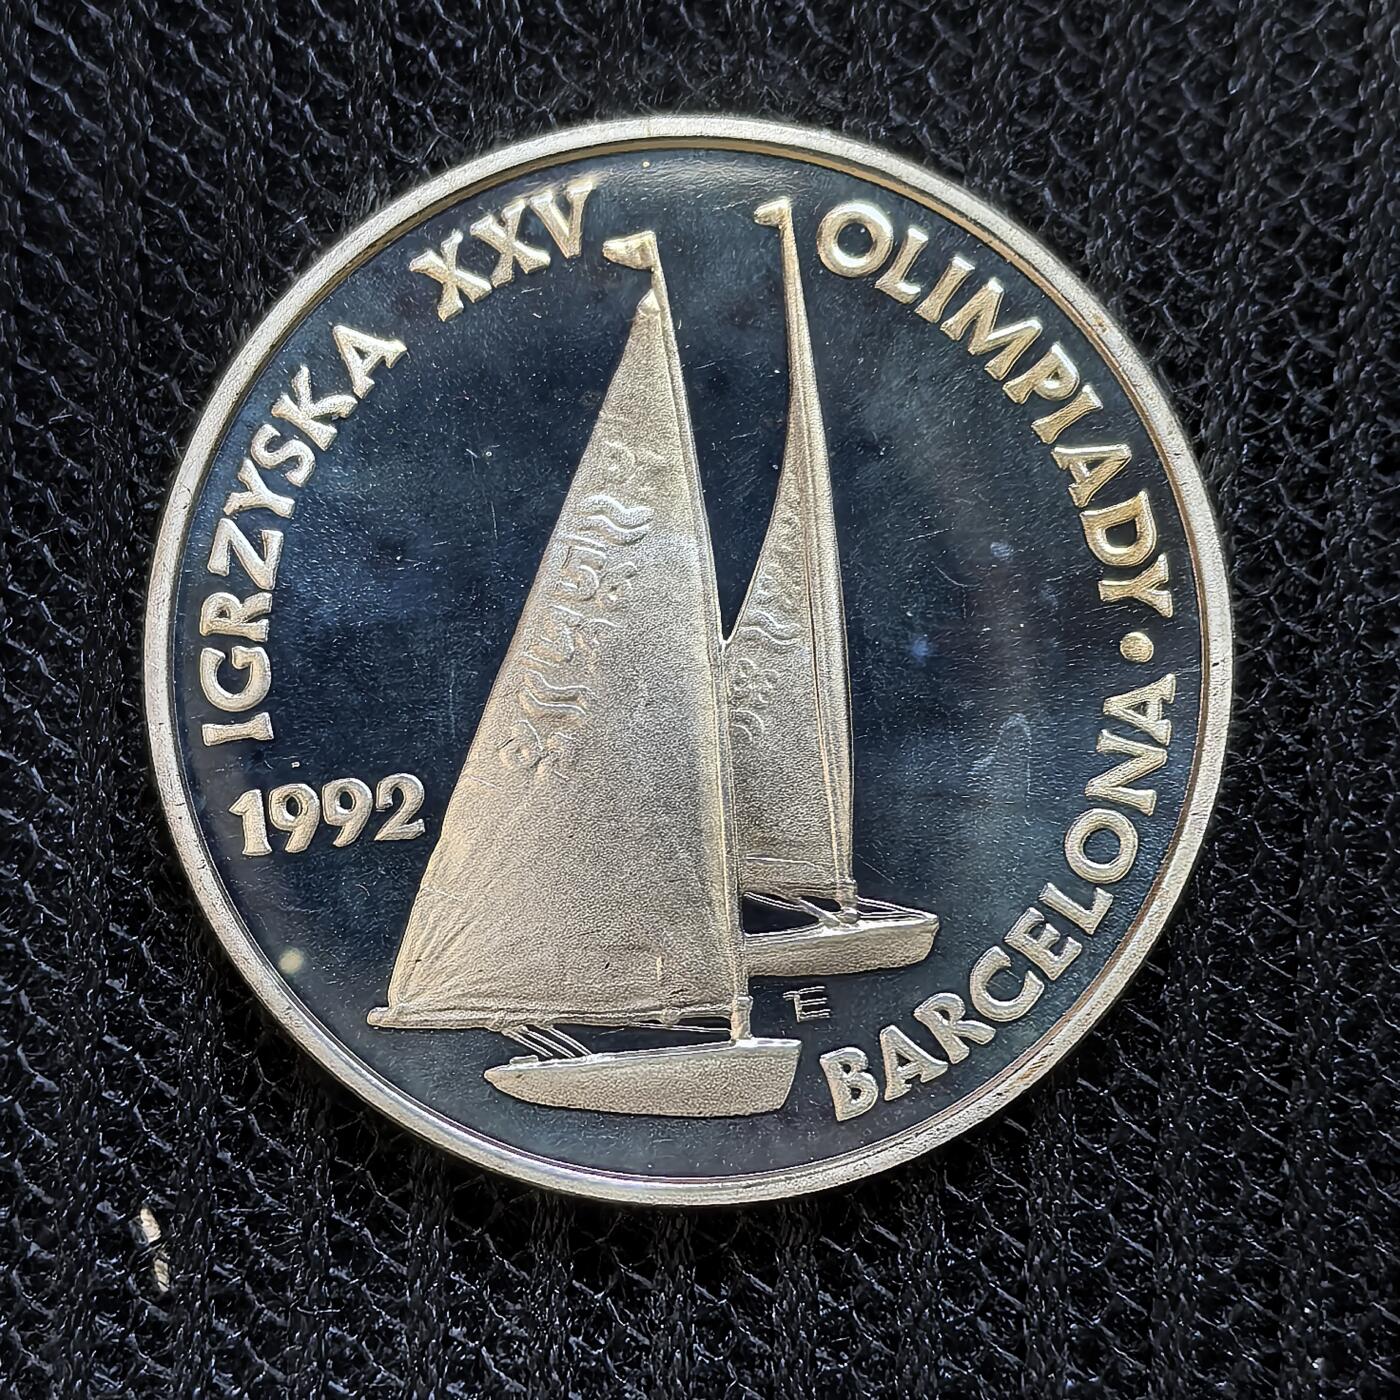 IGRZYSKA XXV OLIMPIADY · BARCELONA
1992
E